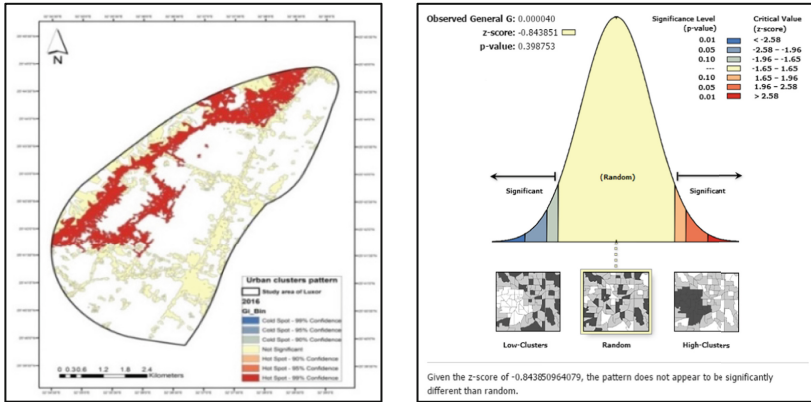 N
Urban clusters pattern
Study area of Luxor
2016
Gi_Bin
Cold Spot - 99% Confidence
Cold Spot - 95% Confidence
Cold Spot - 90% Confidence
Not Significant
Hot Spot - 90% Confidence
Hot Spot - 95% Confidence
Hot Spot - 99% Confidence
0 0.3 0.6 1.2 1.8 2.4
Kilometers
Observed General G: 0.000040
z-score: -0.843851
p-value: 0.398753
Significance Level (p-value)
Critical Value (z-score)
0.01 < -2.58
0.05 -2.58 – -1.96
0.10 -1.96 – -1.65
--- -1.65 – 1.65
0.10 1.65 – 1.96
0.05 1.96 – 2.58
0.01 > 2.58
(Random)
Significant
Significant
Low-Clusters
Random
High-Clusters
Given the z-score of -0.843850964079, the pattern does not appear to be significantly
different than random.